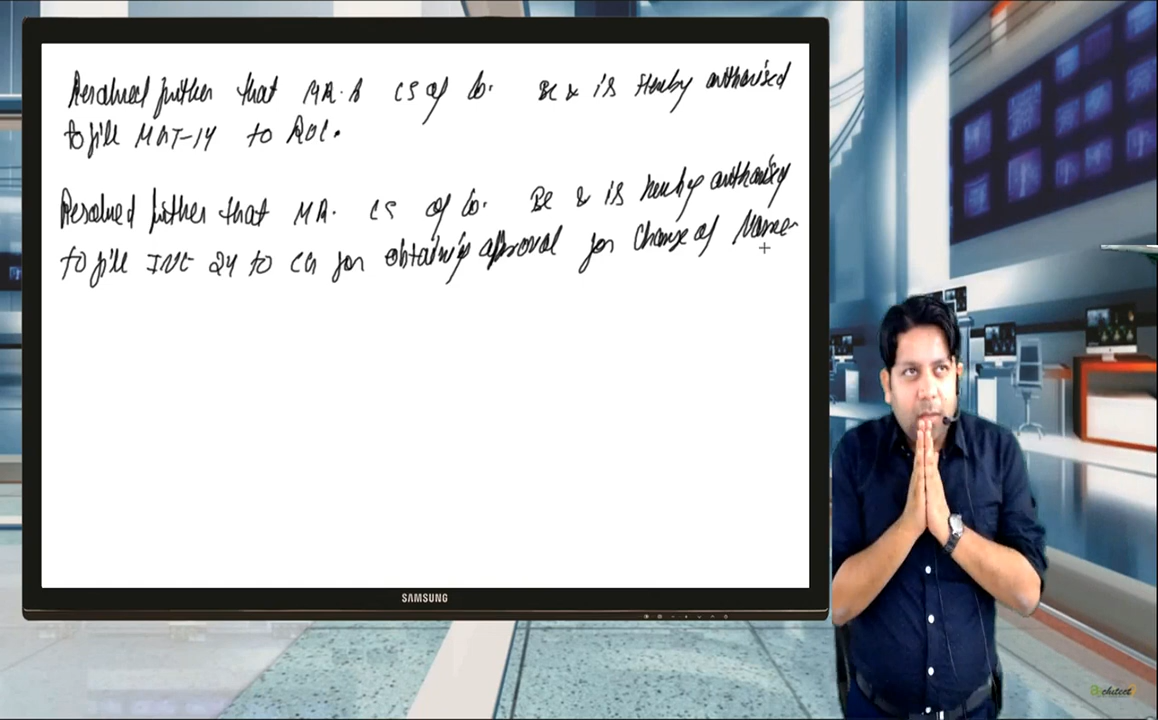 Resolved further that MR. A CS of Co. Be & is Hereby authorised
to file MGT-14 to ROC.
Resolved further that MR. CS of Co. Be & is hereby authorisy
to file INC 24 to CG for obtainig approval for change of Name
SAMSUNG